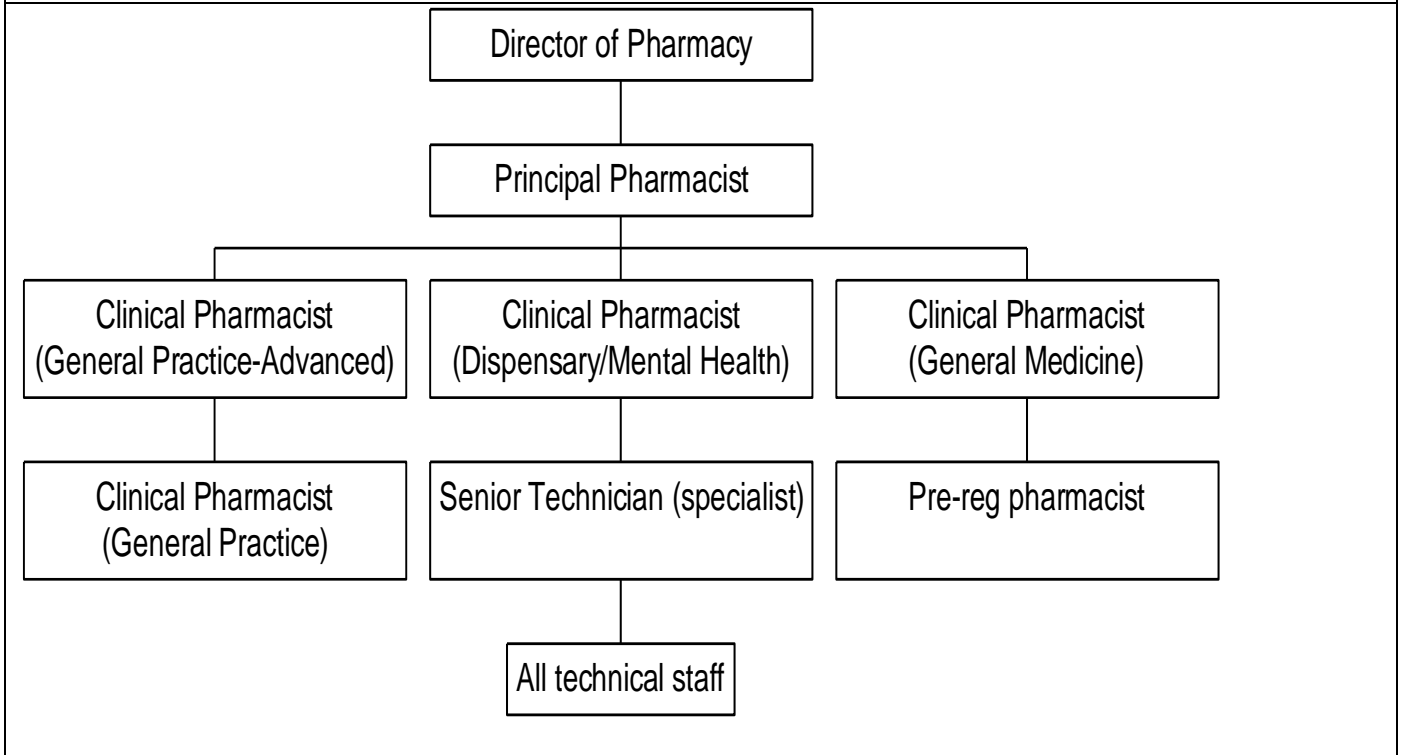 Director of Pharmacy
Principal Pharmacist
Clinical Pharmacist
(General Practice-Advanced)
Clinical Pharmacist
(Dispensary/Mental Health)
Clinical Pharmacist
(General Medicine)
Clinical Pharmacist
(General Practice)
Senior Technician (specialist)
Pre-reg pharmacist
All technical staff